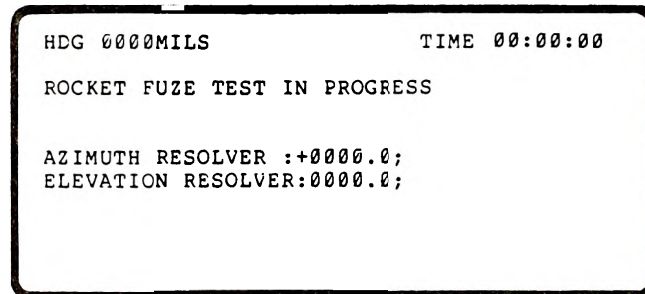 HDG 0000MILS TIME 00:00:00
ROCKET FUZE TEST IN PROGRESS
AZIMUTH RESOLVER :+0000.0;
ELEVATION RESOLVER:0000.0;